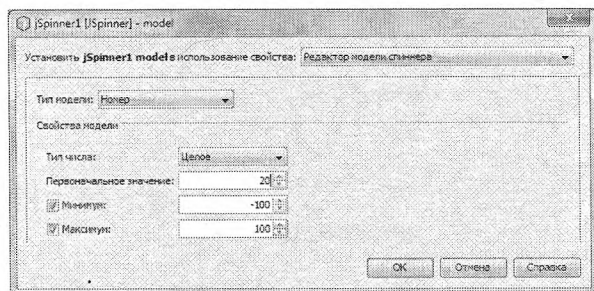 jSpinner1 [JSpinner] - model
Установить jSpinner1 model в использование свойства: Редактор модели спиннера
Тип модели: Номер
Свойства модели
Тип числа: Целое
Первоначальное значение: 20
Минимум: -100
Максимум: 100
OK Отмена Справка